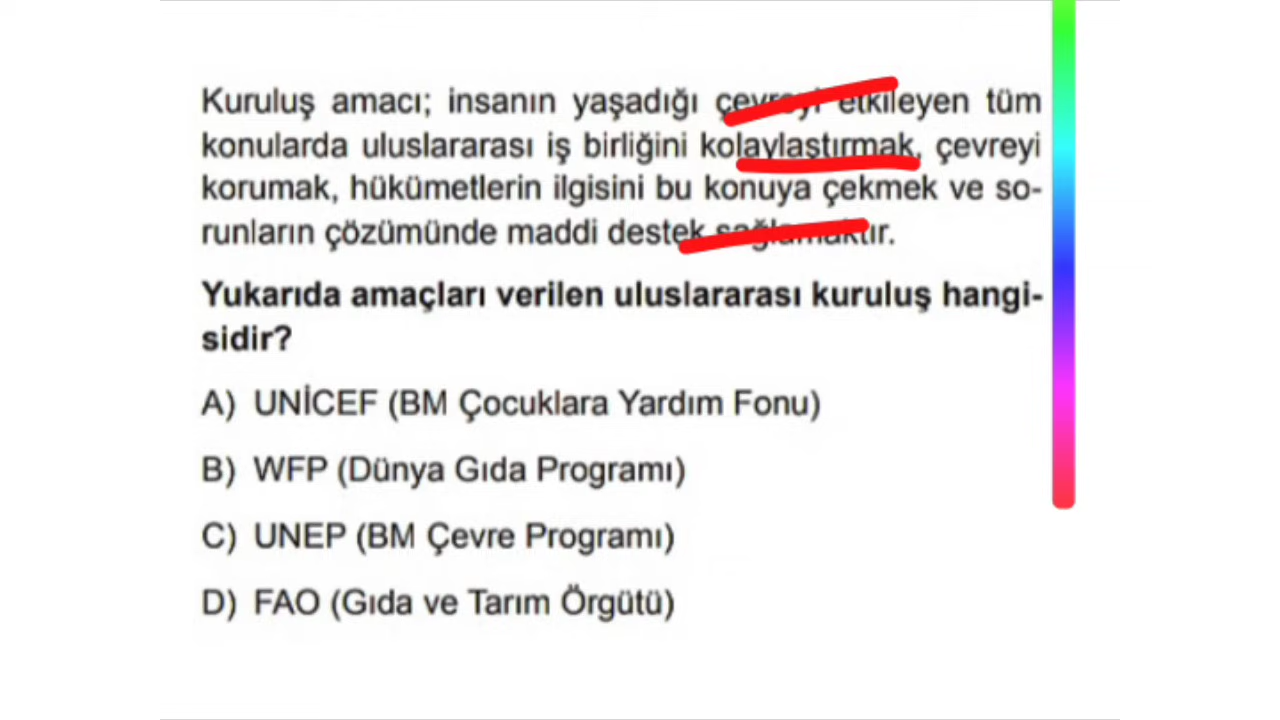 Kuruluş amacı; insanın yaşadığı çevreyi etkileyen tüm
konularda uluslararası iş birliğini kolaylaştırmak, çevreyi
korumak, hükümetlerin ilgisini bu konuya çekmek ve so-
runların çözümünde maddi destek sağlamaktır.
Yukarıda amaçları verilen uluslararası kuruluş hangi-
sidir?
A) UNİCEF (BM Çocuklara Yardım Fonu)
B) WFP (Dünya Gıda Programı)
C) UNEP (BM Çevre Programı)
D) FAO (Gıda ve Tarım Örgütü)